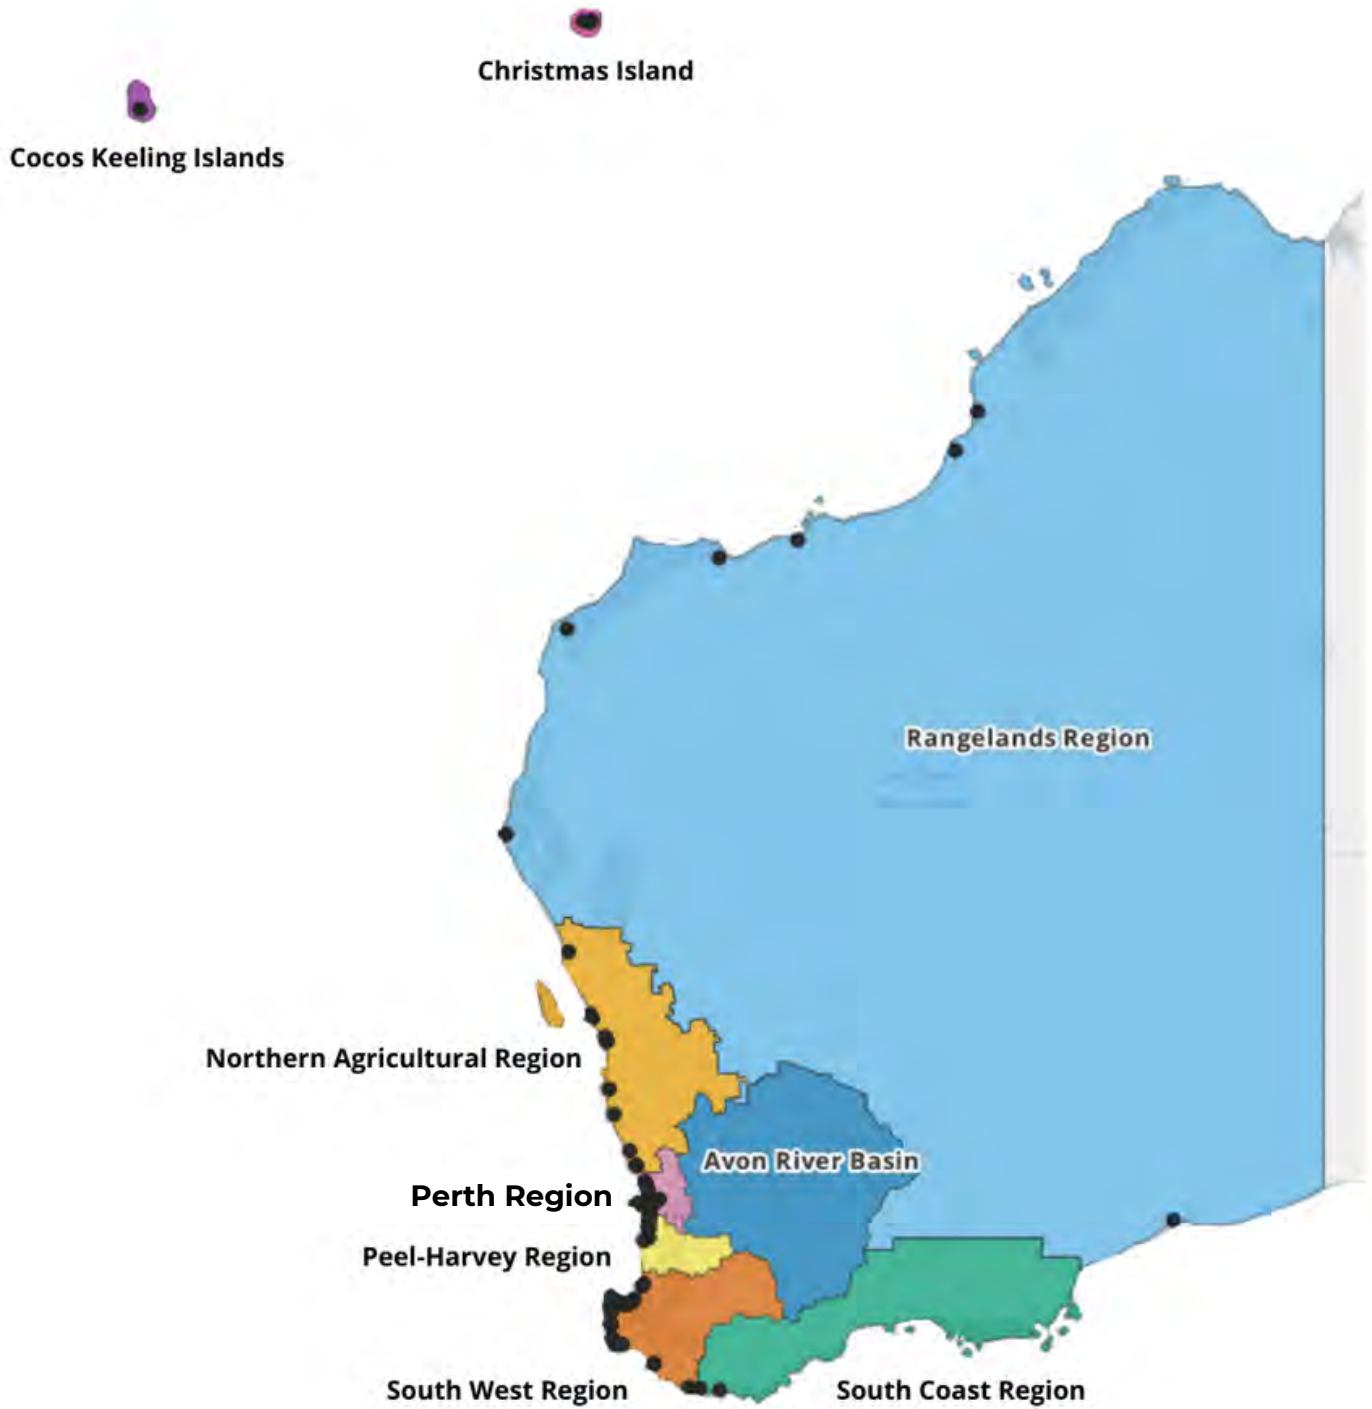 Christmas Island
Cocos Keeling Islands
Rangelands Region
Northern Agricultural Region
Avon River Basin
Perth Region
Peel-Harvey Region
South West Region
South Coast Region